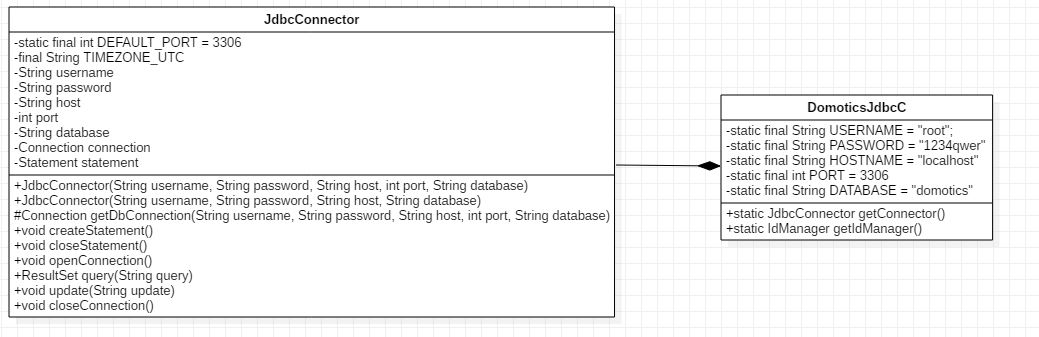 JdbcConnector
-static final int DEFAULT_PORT = 3306
-final String TIMEZONE_UTC
-String username
-String password
-String host
-int port
-String database
-Connection connection
-Statement statement
+JdbcConnector(String username, String password, String host, int port, String database)
+JdbcConnector(String username, String password, String host, String database)
#Connection getDbConnection(String username, String password, String host, int port, String database)
+void createStatement()
+void closeStatement()
+void openConnection()
+ResultSet query(String query)
+void update(String update)
+void closeConnection()
DomoticsJdbcC
-static final String USERNAME = "root";
-static final String PASSWORD = "1234qwer"
-static final String HOSTNAME = "localhost"
-static final int PORT = 3306
-static final String DATABASE = "domotics"
+static JdbcConnector getConnector()
+static IdManager getIdManager()